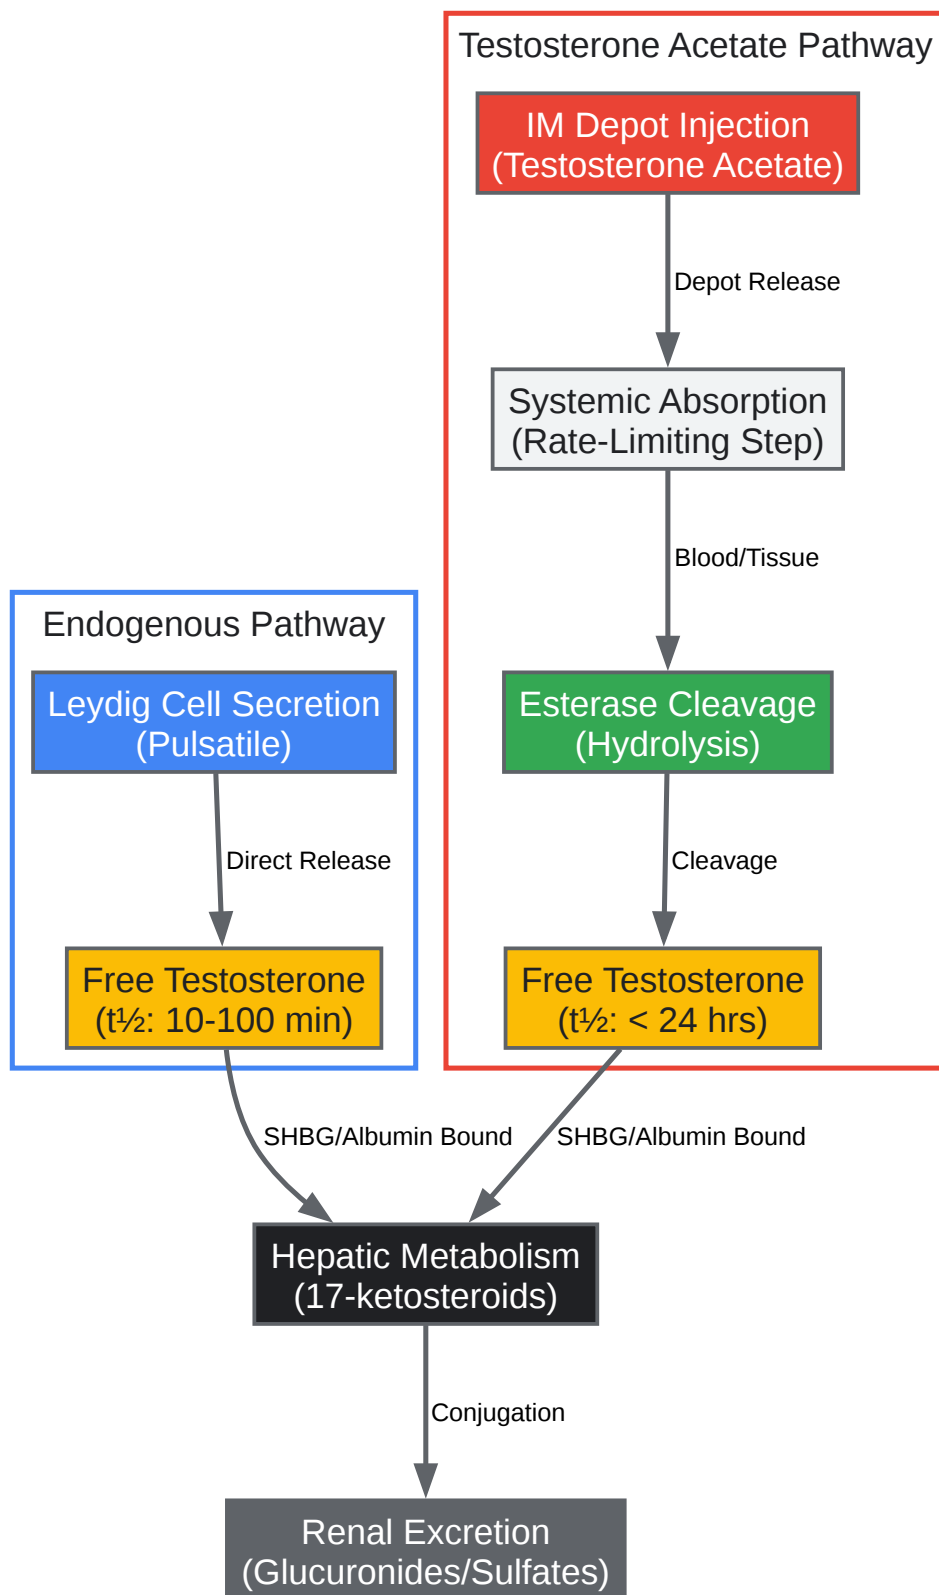 Testosterone Acetate Pathway
IM Depot Injection
(Testosterone Acetate)
Depot Release
Systemic Absorption
(Rate-Limiting Step)
Blood/Tissue
Endogenous Pathway
Leydig Cell Secretion
(Pulsatile)
Esterase Cleavage
(Hydrolysis)
Direct Release
Cleavage
Free Testosterone
(t½: 10-100 min)
Free Testosterone
(t½: < 24 hrs)
SHBG/Albumin Bound
SHBG/Albumin Bound
Hepatic Metabolism
(17-ketosteroids)
Conjugation
Renal Excretion
(Glucuronides/Sulfates)